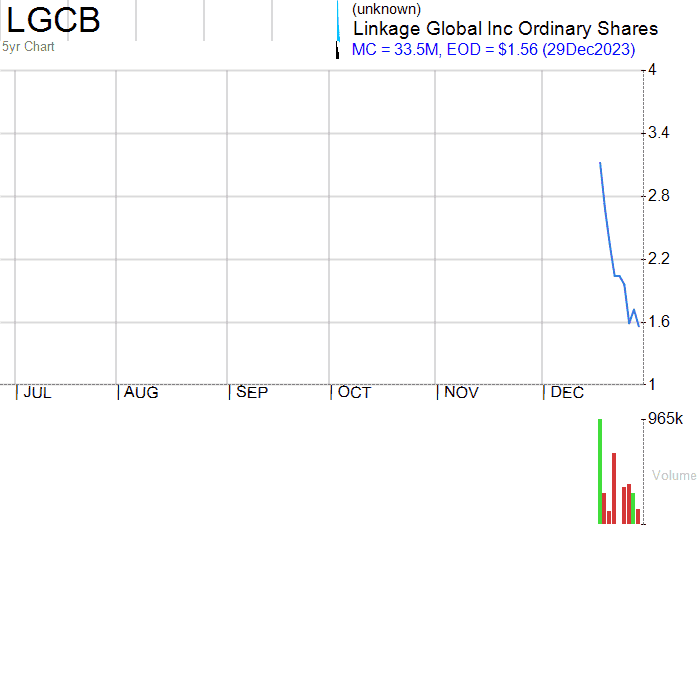 LGCB
5yr Chart
(unknown)
Linkage Global Inc Ordinary Shares
MC = 33.5M, EOD = $1.56 (29Dec2023)
4
3.4
2.8
2.2
1.6
1
JUL AUG SEP OCT NOV DEC
965k
Volume